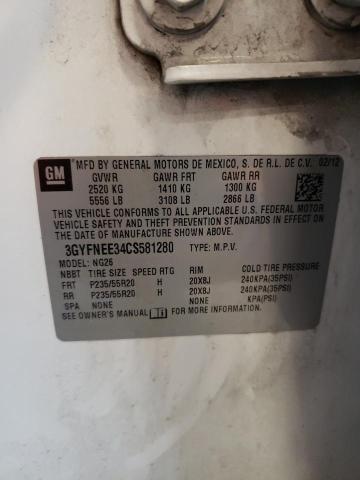 GM
MFD BY GENERAL MOTORS DE MEXICO, S. DE R.L. DE C.V. 02/12
GVWR GAWR FRT GAWR RR
2520 KG 1410 KG 1300 KG
5556 LB 3108 LB 2866 LB
THIS VEHICLE CONFORMS TO ALL APPLICABLE U.S. FEDERAL MOTOR
VEHICLE SAFETY AND THEFT PREVENTION STANDARDS IN EFFECT ON
THE DATE OF MANUFACTURE SHOWN ABOVE.
3GYFNEE34CS581280 TYPE: M.P.V.
MODEL: NG26
NBBT TIRE SIZE SPEED RTG RIM COLD TIRE PRESSURE
FRT P235/55R20 H 20X8J 240KPA(35PSI)
RR P235/55R20 H 20X8J 240KPA(35PSI)
SPA NONE NONE KPA(PSI)
SEE OWNER'S MANUAL FOR ADDITIONAL INFORMATION